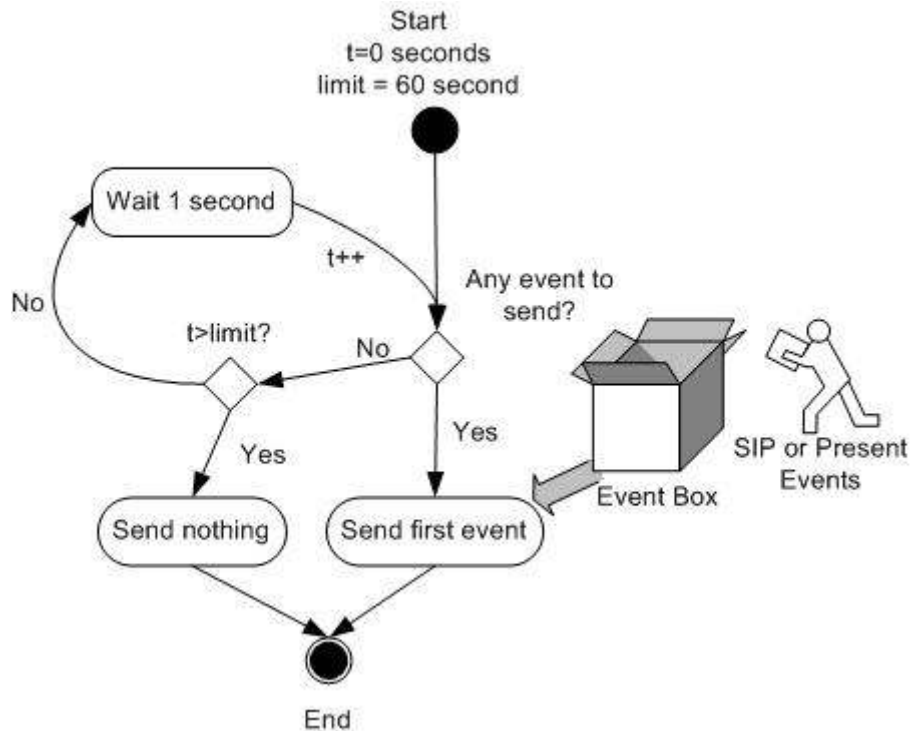 Start
t=0 seconds
limit = 60 second
Wait 1 second
t++
No
Any event to
send?
t>limit?
No
Yes
Yes
SIP or Present
Events
Event Box
Send nothing
Send first event
End